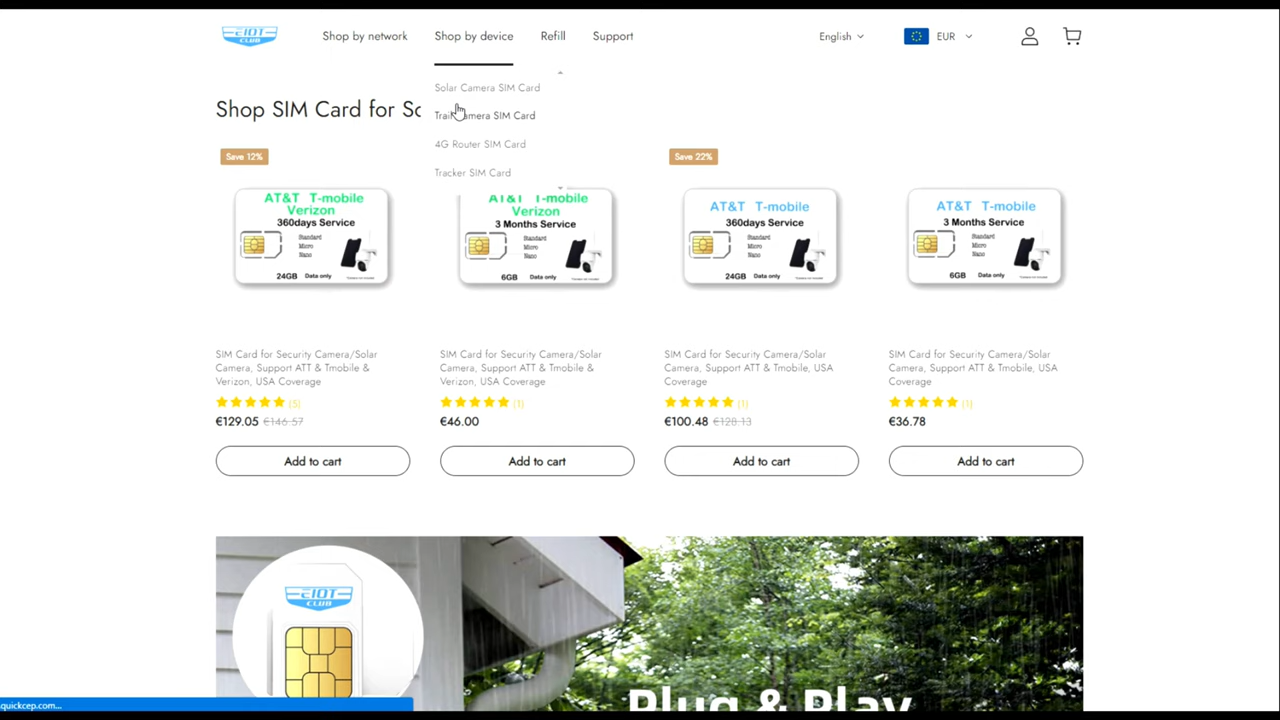 EIOT
CLUB
Shop by network
Shop by device
Refill
Support
English
EUR
Solar Camera SIM Card
Trail Camera SIM Card
4G Router SIM Card
Tracker SIM Card
Shop SIM Card for So
Save 12%
AT&T T-mobile
Verizon
360days Service
Standard
Micro
Nano
24GB Data only
AT&T T-mobile
Verizon
3 Months Service
Standard
Micro
Nano
6GB Data only
Save 22%
AT&T T-mobile
360days Service
Standard
Micro
Nano
24GB Data only
AT&T T-mobile
3 Months Service
Standard
Micro
Nano
6GB Data only
SIM Card for Security Camera/Solar
Camera, Support ATT & Tmobile &
Verizon, USA Coverage
(5)
€129.05 €146.57
Add to cart
SIM Card for Security Camera/Solar
Camera, Support ATT & Tmobile &
Verizon, USA Coverage
(1)
€46.00
Add to cart
SIM Card for Security Camera/Solar
Camera, Support ATT & Tmobile, USA
Coverage
(1)
€100.48 €128.13
Add to cart
SIM Card for Security Camera/Solar
Camera, Support ATT & Tmobile, USA
Coverage
(1)
€36.78
Add to cart
EIOT
CLUB
Plug & Play
quickcep.com...